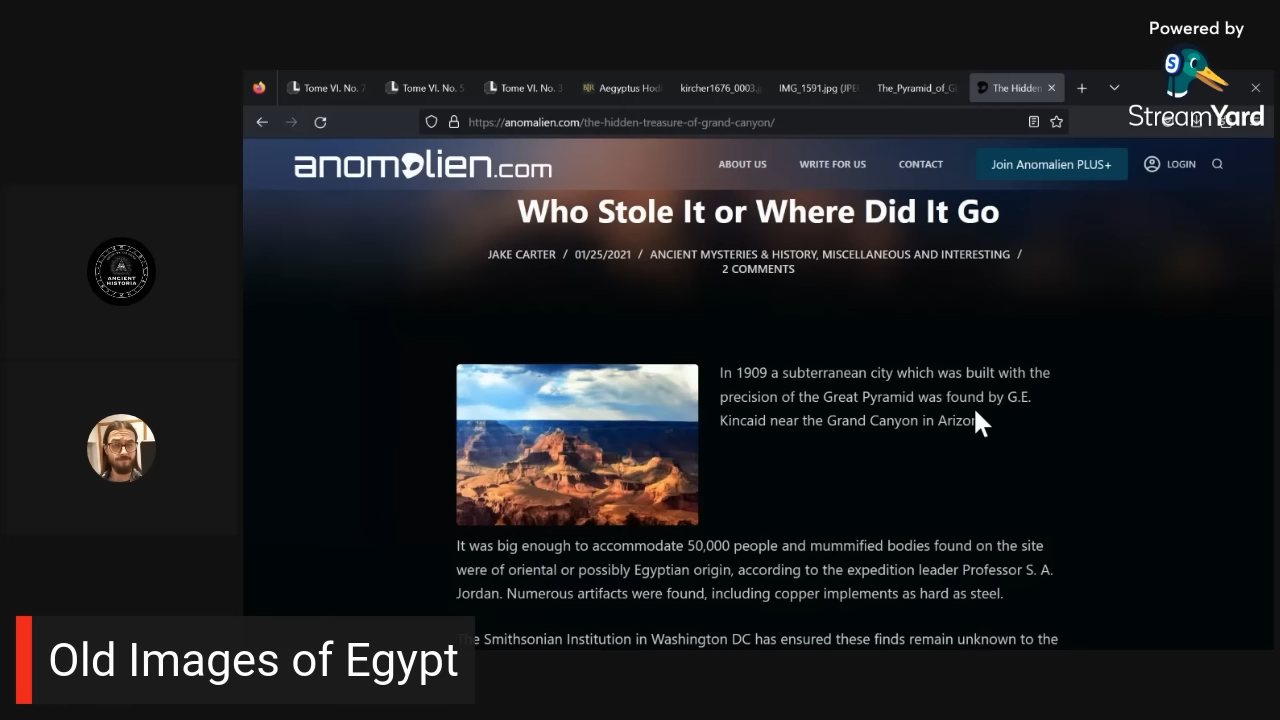 Powered by
StreamYard
Tome VI. No. 7
Tome VI. No. 5
Tome VI. No. 3
Aegyptus Hod
kircher1676_0003.j
IMG_1591.jpg (JPE
The_Pyramid_of_G
The Hidden
https://anomalien.com/the-hidden-treasure-of-grand-canyon/
anomalien.com
ABOUT US
WRITE FOR US
CONTACT
Join Anomalien PLUS+
LOGIN
Who Stole It or Where Did It Go
JAKE CARTER / 01/25/2021 / ANCIENT MYSTERIES & HISTORY, MISCELLANEOUS AND INTERESTING /
2 COMMENTS
ANCIENT
HISTORIA
In 1909 a subterranean city which was built with the
precision of the Great Pyramid was found by G.E.
Kincaid near the Grand Canyon in Arizon
It was big enough to accommodate 50,000 people and mummified bodies found on the site
were of oriental or possibly Egyptian origin, according to the expedition leader Professor S. A.
Jordan. Numerous artifacts were found, including copper implements as hard as steel.
The Smithsonian Institution in Washington DC has ensured these finds remain unknown to the
Old Images of Egypt